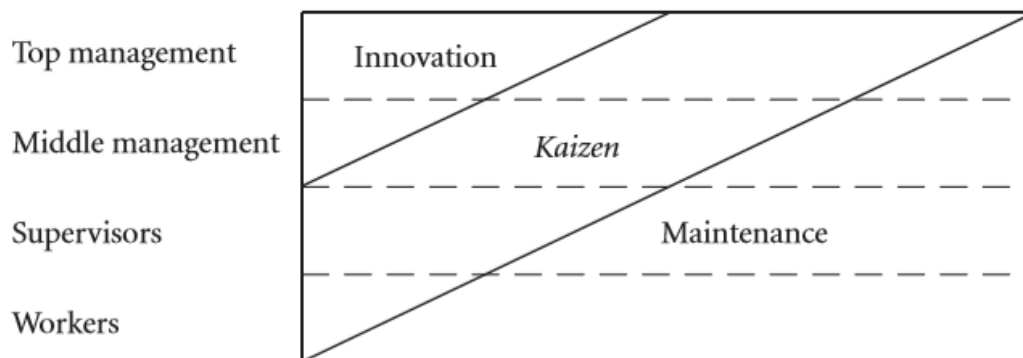 Top management
Innovation
Middle management
Kaizen
Supervisors
Maintenance
Workers